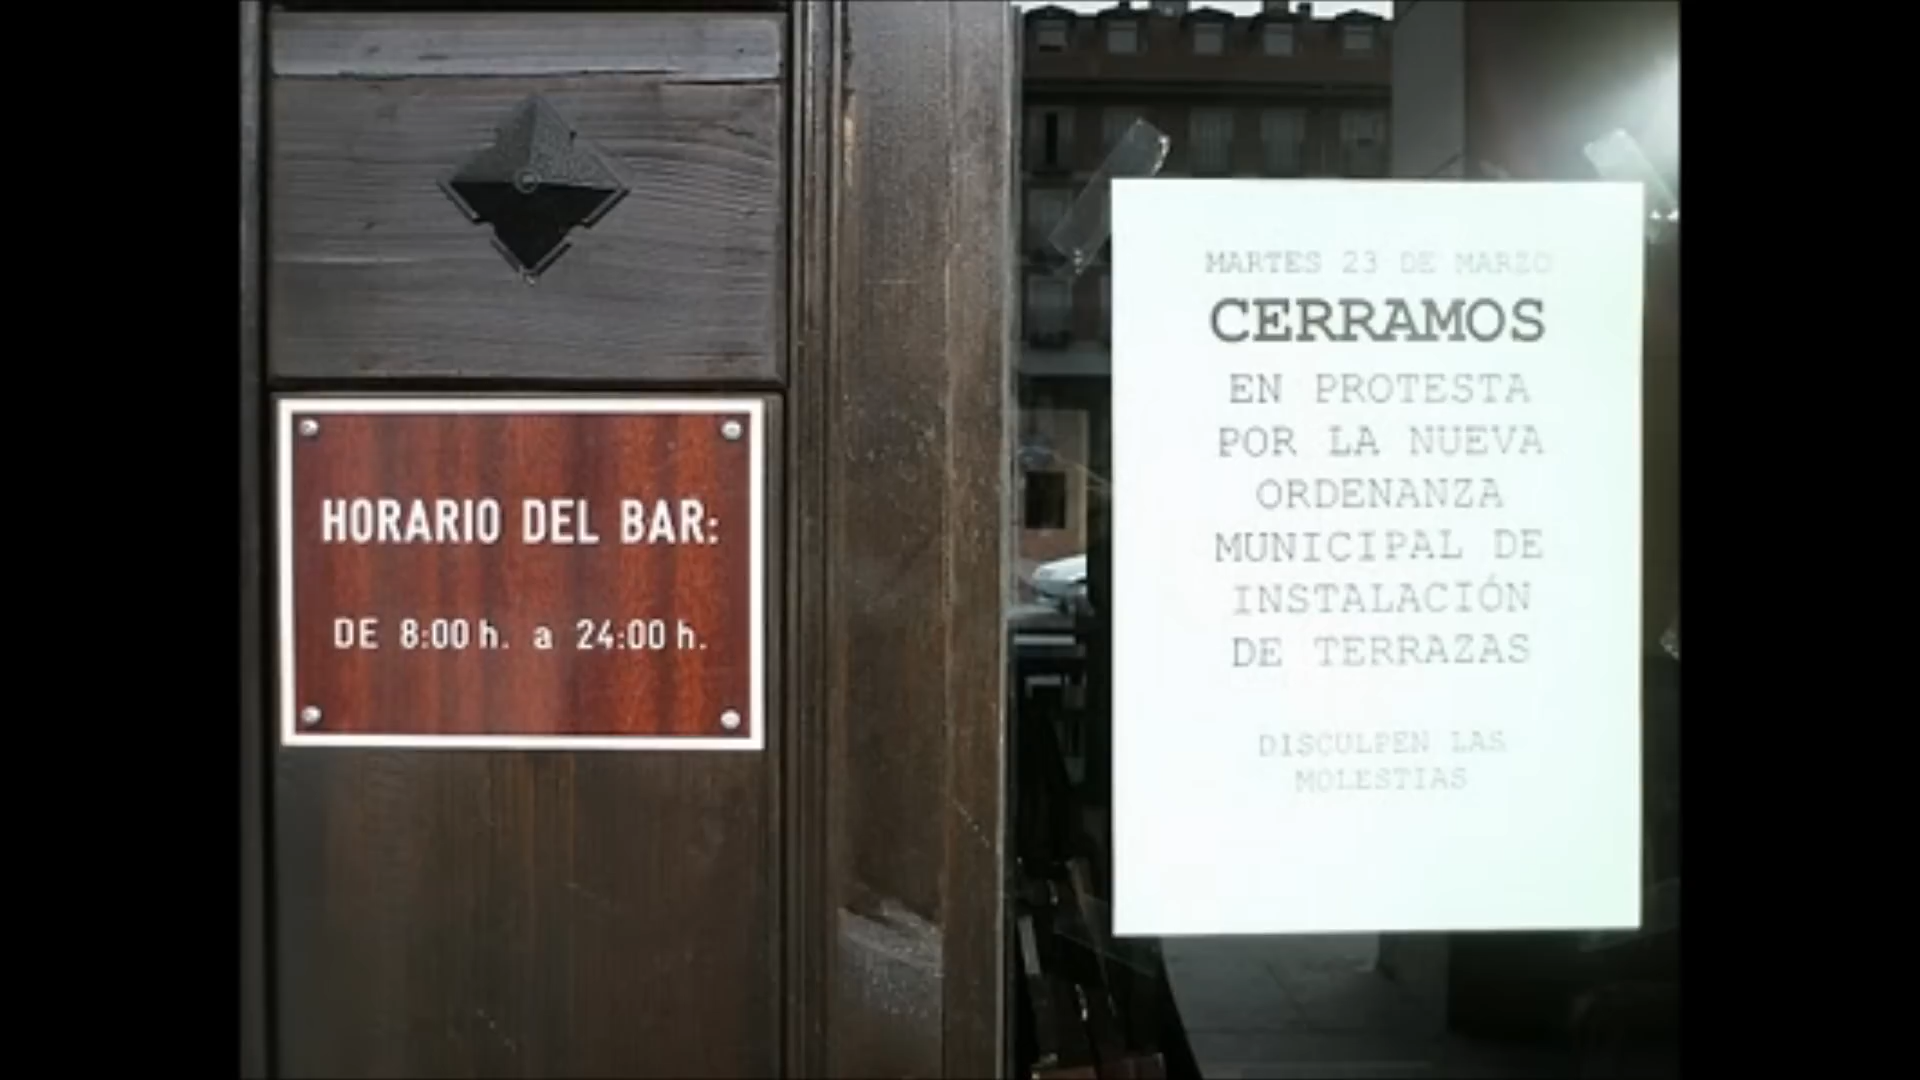 HORARIO DEL BAR:
DE 8:00 h. a 24:00 h.
MARTES 23 DE MARZO
CERRAMOS
EN PROTESTA
POR LA NUEVA
ORDENANZA
MUNICIPAL DE
INSTALACIÓN
DE TERRAZAS
DISCULPEN LAS
MOLESTIAS